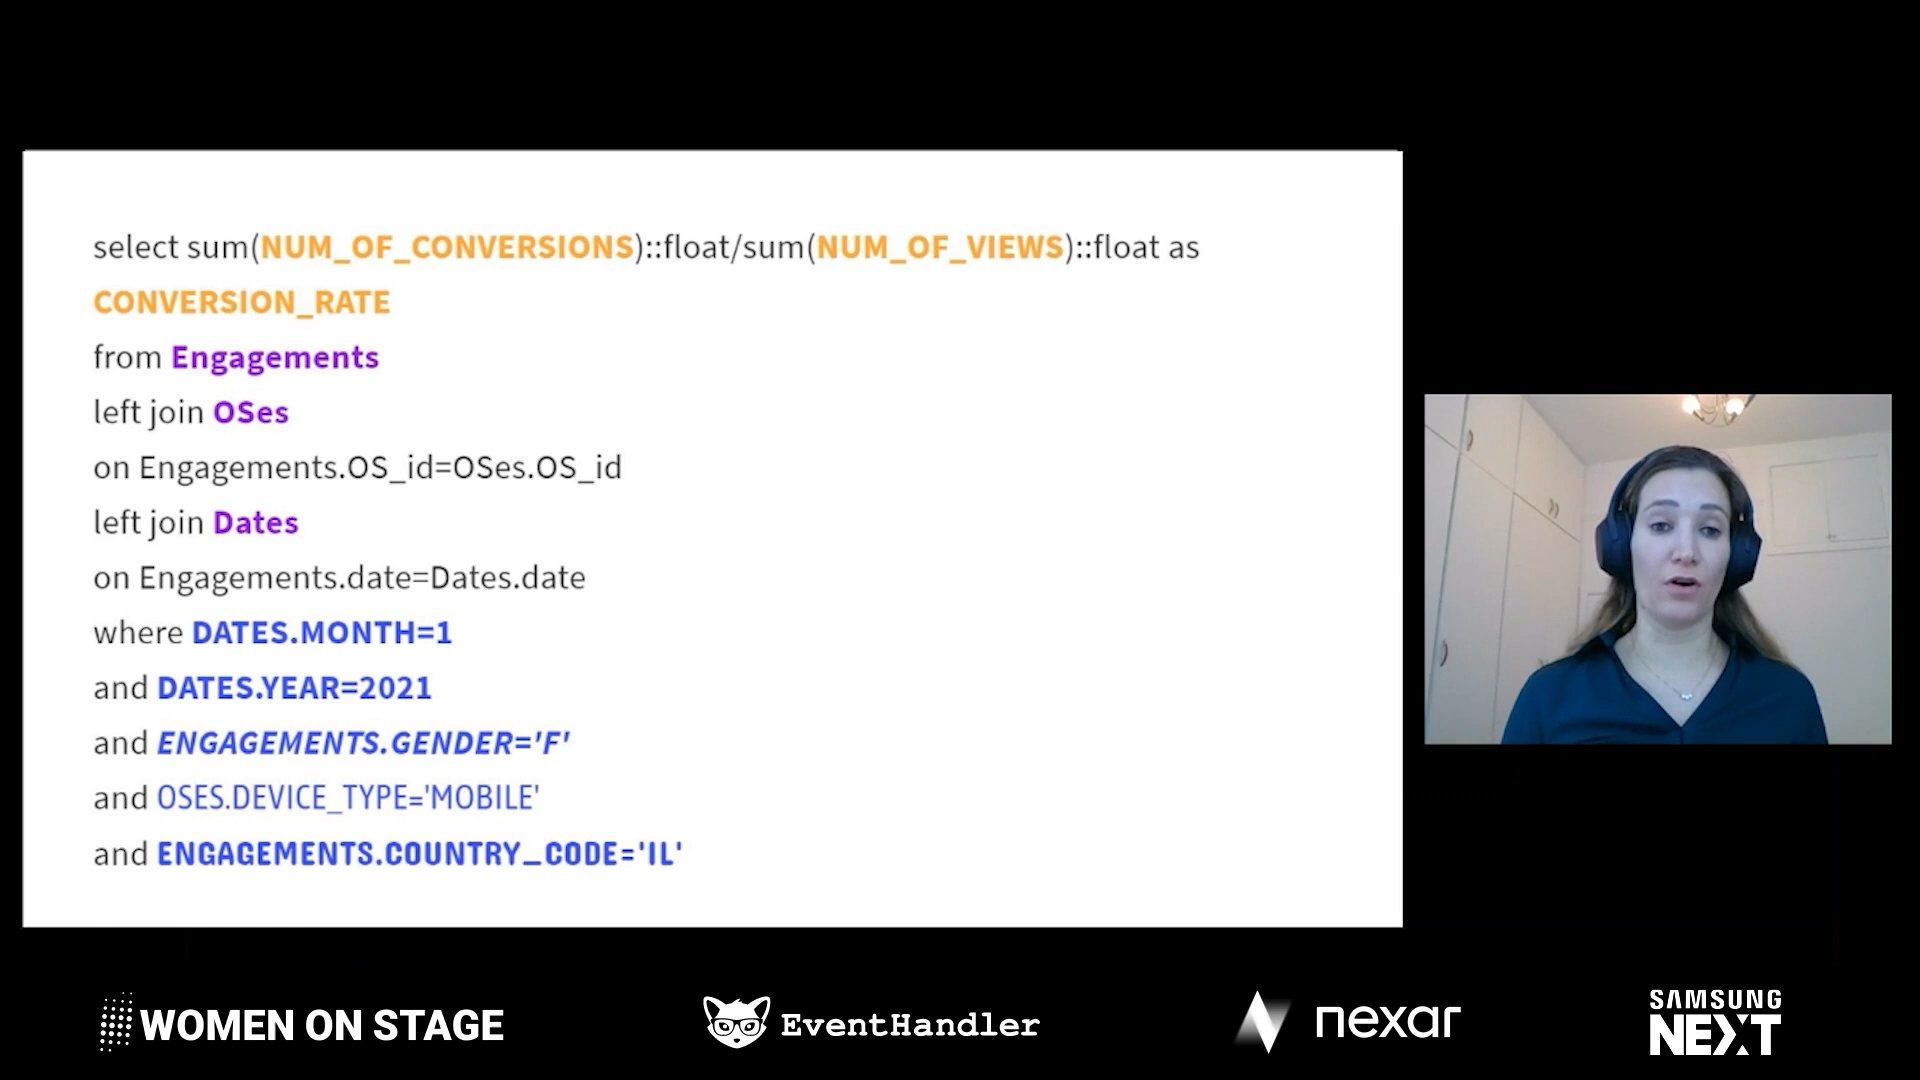 select sum(NUM_OF_CONVERSIONS)::float/sum(NUM_OF_VIEWS)::float as
CONVERSION_RATE
from Engagements
left join OSes
on Engagements.OS_id=OSes.OS_id
left join Dates
on Engagements.date=Dates.date
where DATES.MONTH=1
and DATES.YEAR=2021
and ENGAGEMENTS.GENDER='F'
and OSES.DEVICE_TYPE='MOBILE'
and ENGAGEMENTS.COUNTRY_CODE='IL'
WOMEN ON STAGE
EventHandler
nexar
SAMSUNG
NEXT